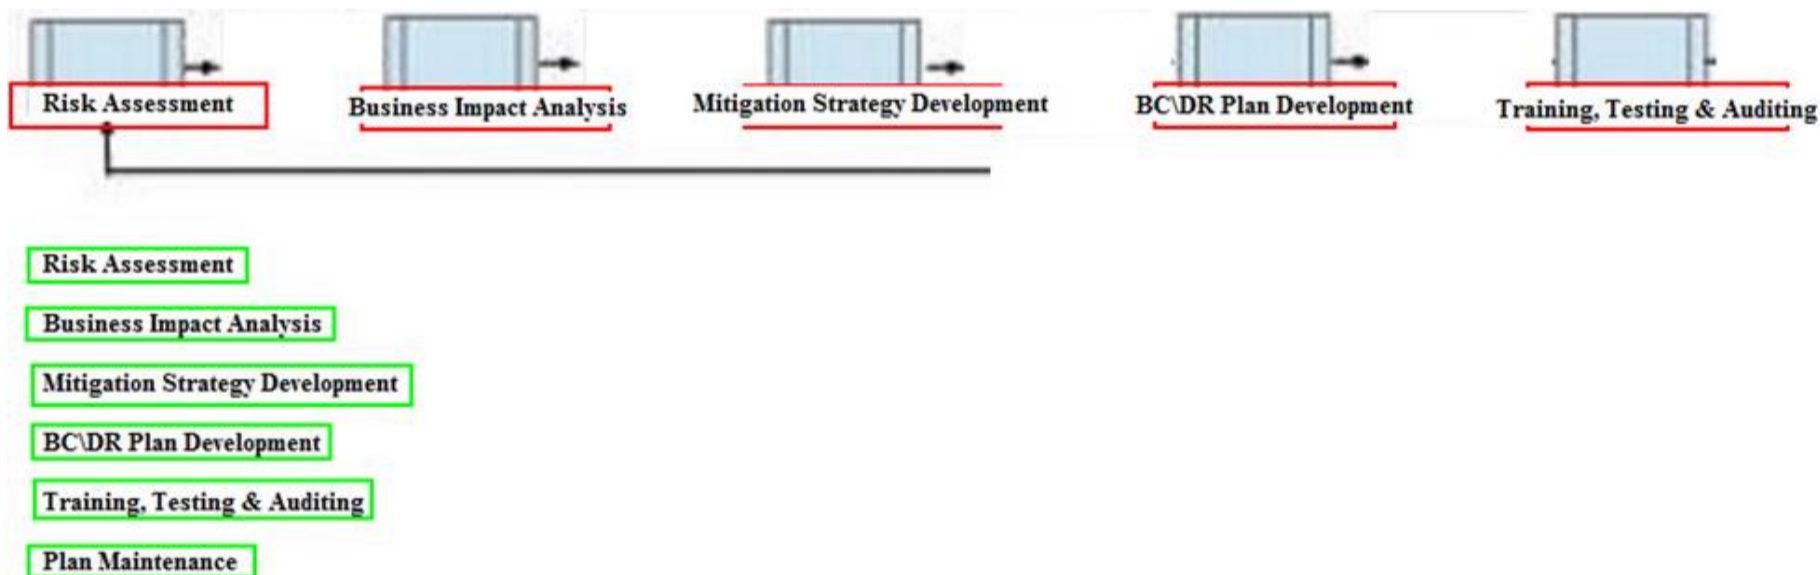 Risk Assessment
Business Impact Analysis
Mitigation Strategy Development
BC\DR Plan Development
Training, Testing & Auditing
Risk Assessment
Business Impact Analysis
Mitigation Strategy Development
BC\DR Plan Development
Training, Testing & Auditing
Plan Maintenance